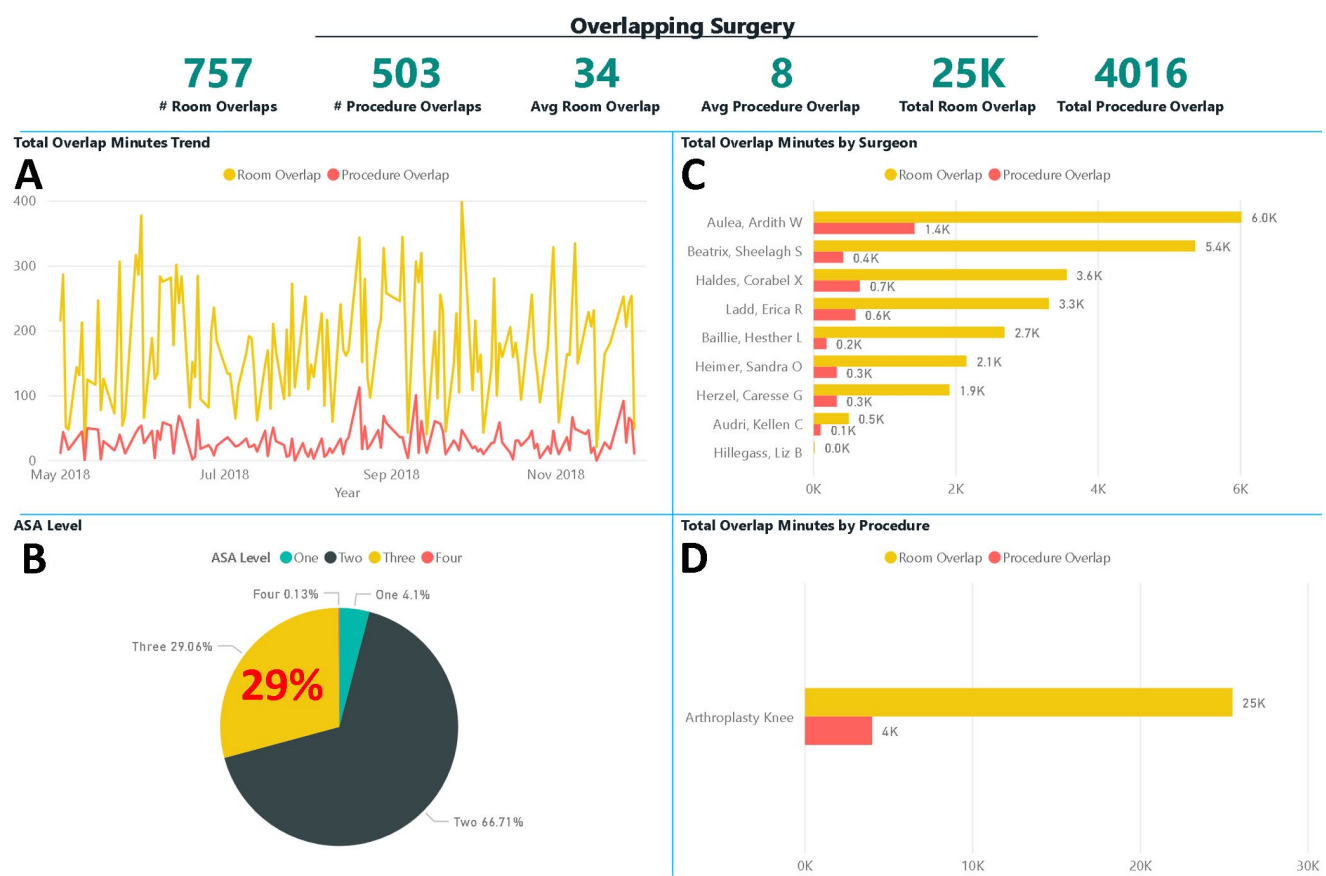 Overlapping Surgery
757 503 34 8 25K 4016
# Room Overlaps # Procedure Overlaps Avg Room Overlap Avg Procedure Overlap Total Room Overlap Total Procedure Overlap
Total Overlap Minutes Trend
A
Room Overlap Procedure Overlap
400
300
200
100
0
May 2018 Jul 2018 Sep 2018 Nov 2018
Year
Total Overlap Minutes by Surgeon
C
Room Overlap Procedure Overlap
Aulea, Ardith W 6.0K
1.4K
Beatrix, Sheelagh S 5.4K
0.4K
Haldes, Corabel X 3.6K
0.7K
Ladd, Erica R 3.3K
0.6K
Baillie, Hesther L 2.7K
0.2K
Heimer, Sandra O 2.1K
0.3K
Herzel, Caresse G 1.9K
0.3K
Audri, Kellen C 0.5K
0.1K
Hillegass, Liz B 0.0K
0K 2K 4K 6K
ASA Level
B
ASA Level One Two Three Four
Four 0.13% One 4.1%
Three 29.06%
29%
Two 66.71%
Total Overlap Minutes by Procedure
D
Room Overlap Procedure Overlap
Arthroplasty Knee 25K
4K
0K 10K 20K 30K